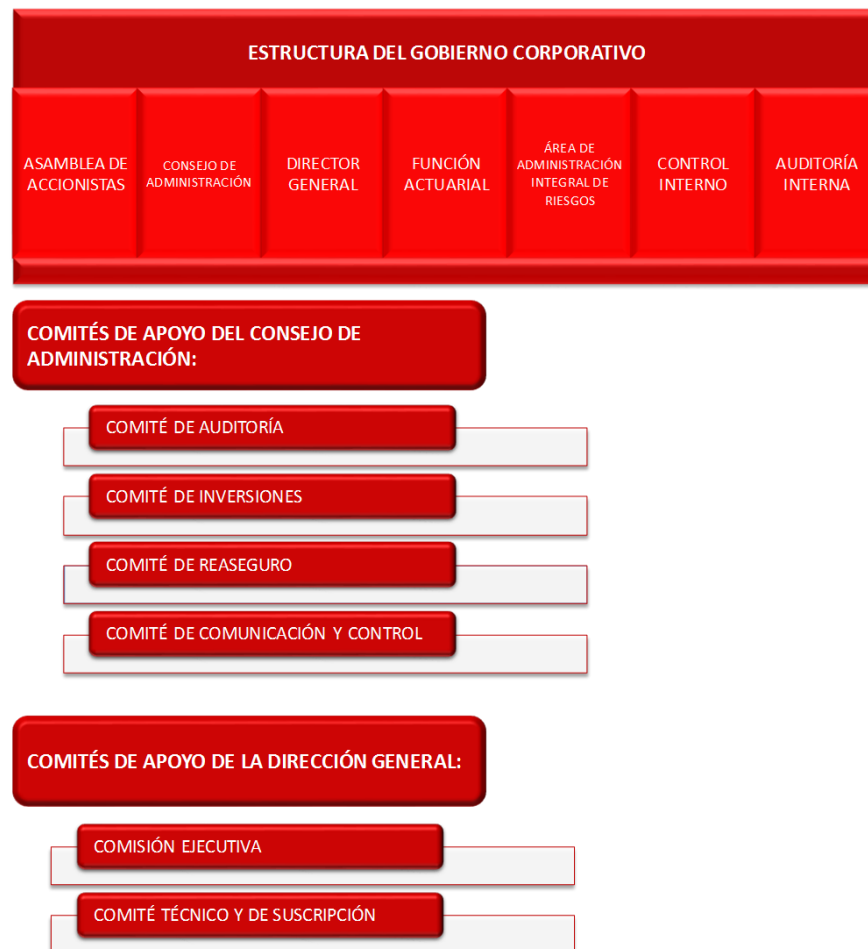 ESTRUCTURA DEL GOBIERNO CORPORATIVO
ASAMBLEA DE
ACCIONISTAS
CONSEJO DE
ADMINISTRACIÓN
DIRECTOR
GENERAL
FUNCIÓN
ACTUARIAL
ÁREA DE
ADMINISTRACIÓN
INTEGRAL DE
RIESGOS
CONTROL
INTERNO
AUDITORÍA
INTERNA
COMITÉS DE APOYO DEL CONSEJO DE
ADMINISTRACIÓN:
COMITÉ DE AUDITORÍA
COMITÉ DE INVERSIONES
COMITÉ DE REASEGURO
COMITÉ DE COMUNICACIÓN Y CONTROL
COMITÉS DE APOYO DE LA DIRECCIÓN GENERAL:
COMISIÓN EJECUTIVA
COMITÉ TÉCNICO Y DE SUSCRIPCIÓN